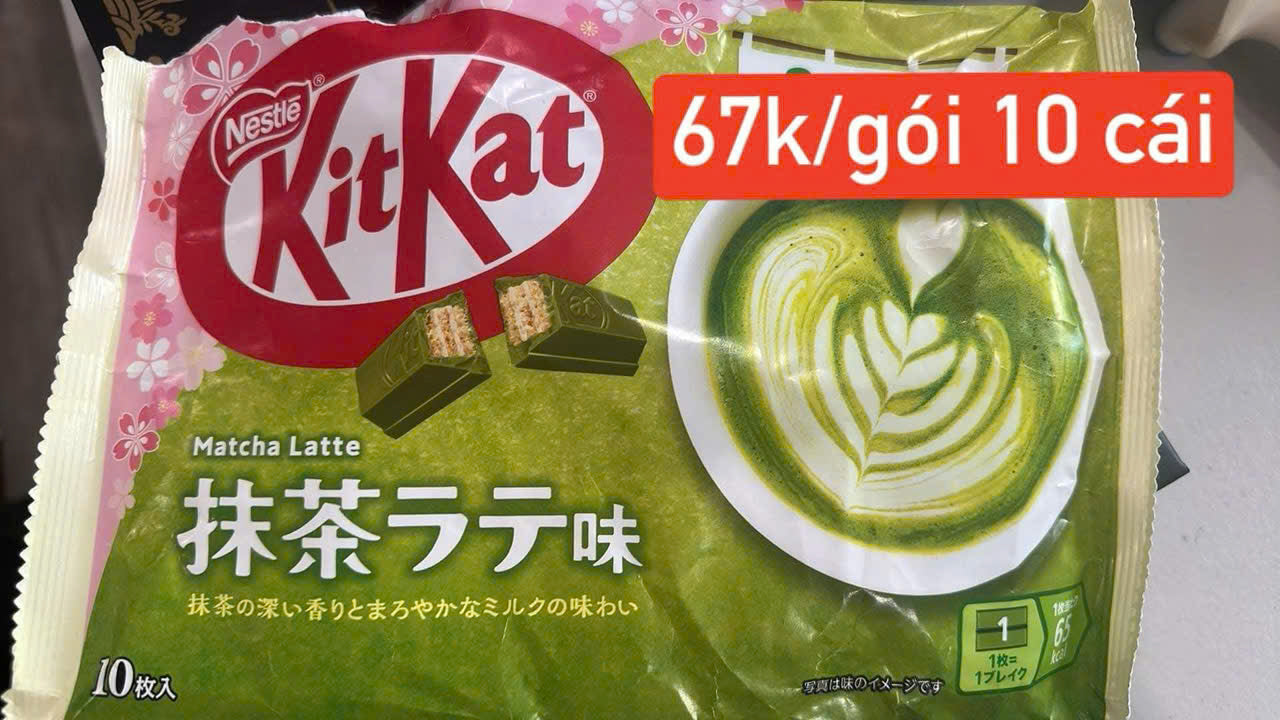 Nestlé
KitKat
67k/gói 10 cái
Matcha Latte
抹茶ラテ味
抹茶の深い香りとまろやかなミルクの味わい
10枚入
1
1枚=
1ブレイク
65
kcal
写真は味のイメージです